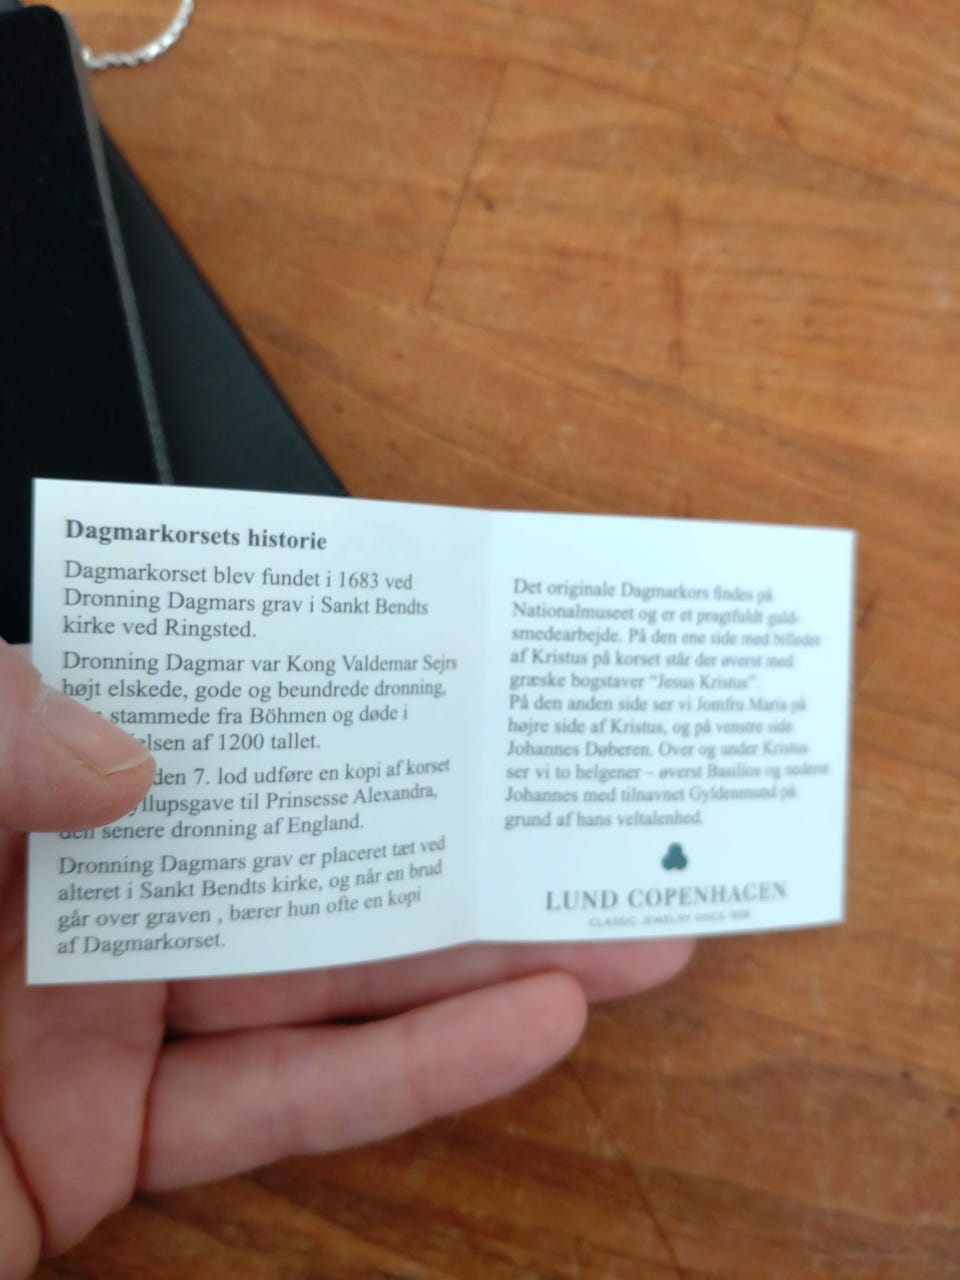 Dagmarkorsets historie
Dagmarkorset blev fundet i 1683 ved
Dronning Dagmars grav i Sankt Bendts
kirke ved Ringsted.
Dronning Dagmar var Kong Valdemar Sejrs
højt elskede, gode og beundrede dronning,
stammede fra Böhmen og døde i
elsen af 1200 tallet.
den 7. lod udføre en kopi af korset
yllupsgave til Prinsesse Alexandra,
den senere dronning af England.
Dronning Dagmars grav er placeret tæt ved
alteret i Sankt Bendts kirke, og når en brud
går over graven , bærer hun ofte en kopi
af Dagmarkorset.
Det originale Dagmarkors findes på
Nationalmuseet og er et pragtfuldt guld-
smedearbejde. På den ene side med billedet
af Kristus på korset står der øverst med
græske bogstaver “Jesus Kristus”.
På den anden side ser vi Jomfru Maria på
højre side af Kristus, og på venstre side
Johannes Døberen. Over og under Kristus
ser vi to helgener – øverst Basilios og nederst
Johannes med tilnavnet Gyldenmund på
grund af hans veltalenhed.
LUND COPENHAGEN
CLASSIC JEWELRY SINCE